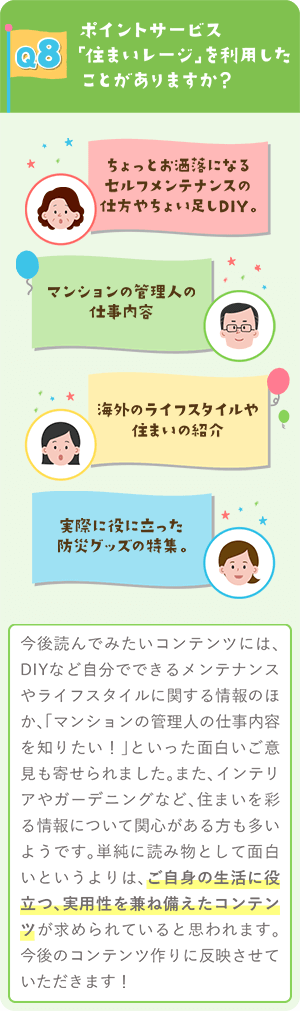 Q8
ポイントサービス
「住まいレージ」を利用した
ことがありますか?
ちょっとお洒落になる
セルフメンテナンスの
仕方やちょい足しDIY。
マンションの管理人の
仕事内容
海外のライフスタイルや
住まいの紹介
実際に役に立った
防災グッズの特集。
今後読んでみたいコンテンツには、
DIYなど自分でできるメンテナンス
やライフスタイルに関する情報のほ
か、「マンションの管理人の仕事内容
を知りたい！」といった面白いご意
見も寄せられました。また、インテリ
アやガーデニングなど、住まいを彩
る情報について関心がある方も多い
ようです。単純に読み物として面白
いというよりは、ご自身の生活に役
立つ、実用性を兼ね備えたコンテン
ツが求められていると思われます。
今後のコンテンツ作りに反映させて
いただきます！